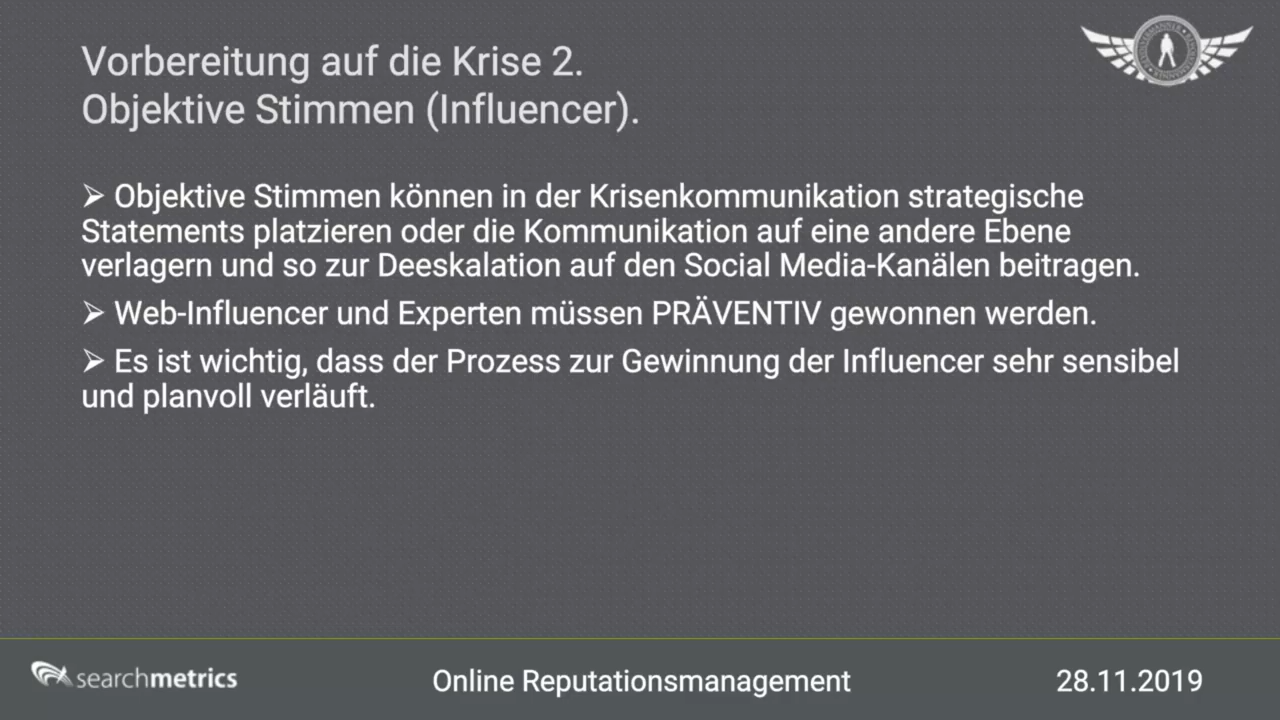 Vorbereitung auf die Krise 2.
Objektive Stimmen (Influencer).
➢ Objektive Stimmen können in der Krisenkommunikation strategische
Statements platzieren oder die Kommunikation auf eine andere Ebene
verlagern und so zur Deeskalation auf den Social Media-Kanälen beitragen.
➢ Web-Influencer und Experten müssen PRÄVENTIV gewonnen werden.
➢ Es ist wichtig, dass der Prozess zur Gewinnung der Influencer sehr sensibel
und planvoll verläuft.
searchmetrics
Online Reputationsmanagement
28.11.2019